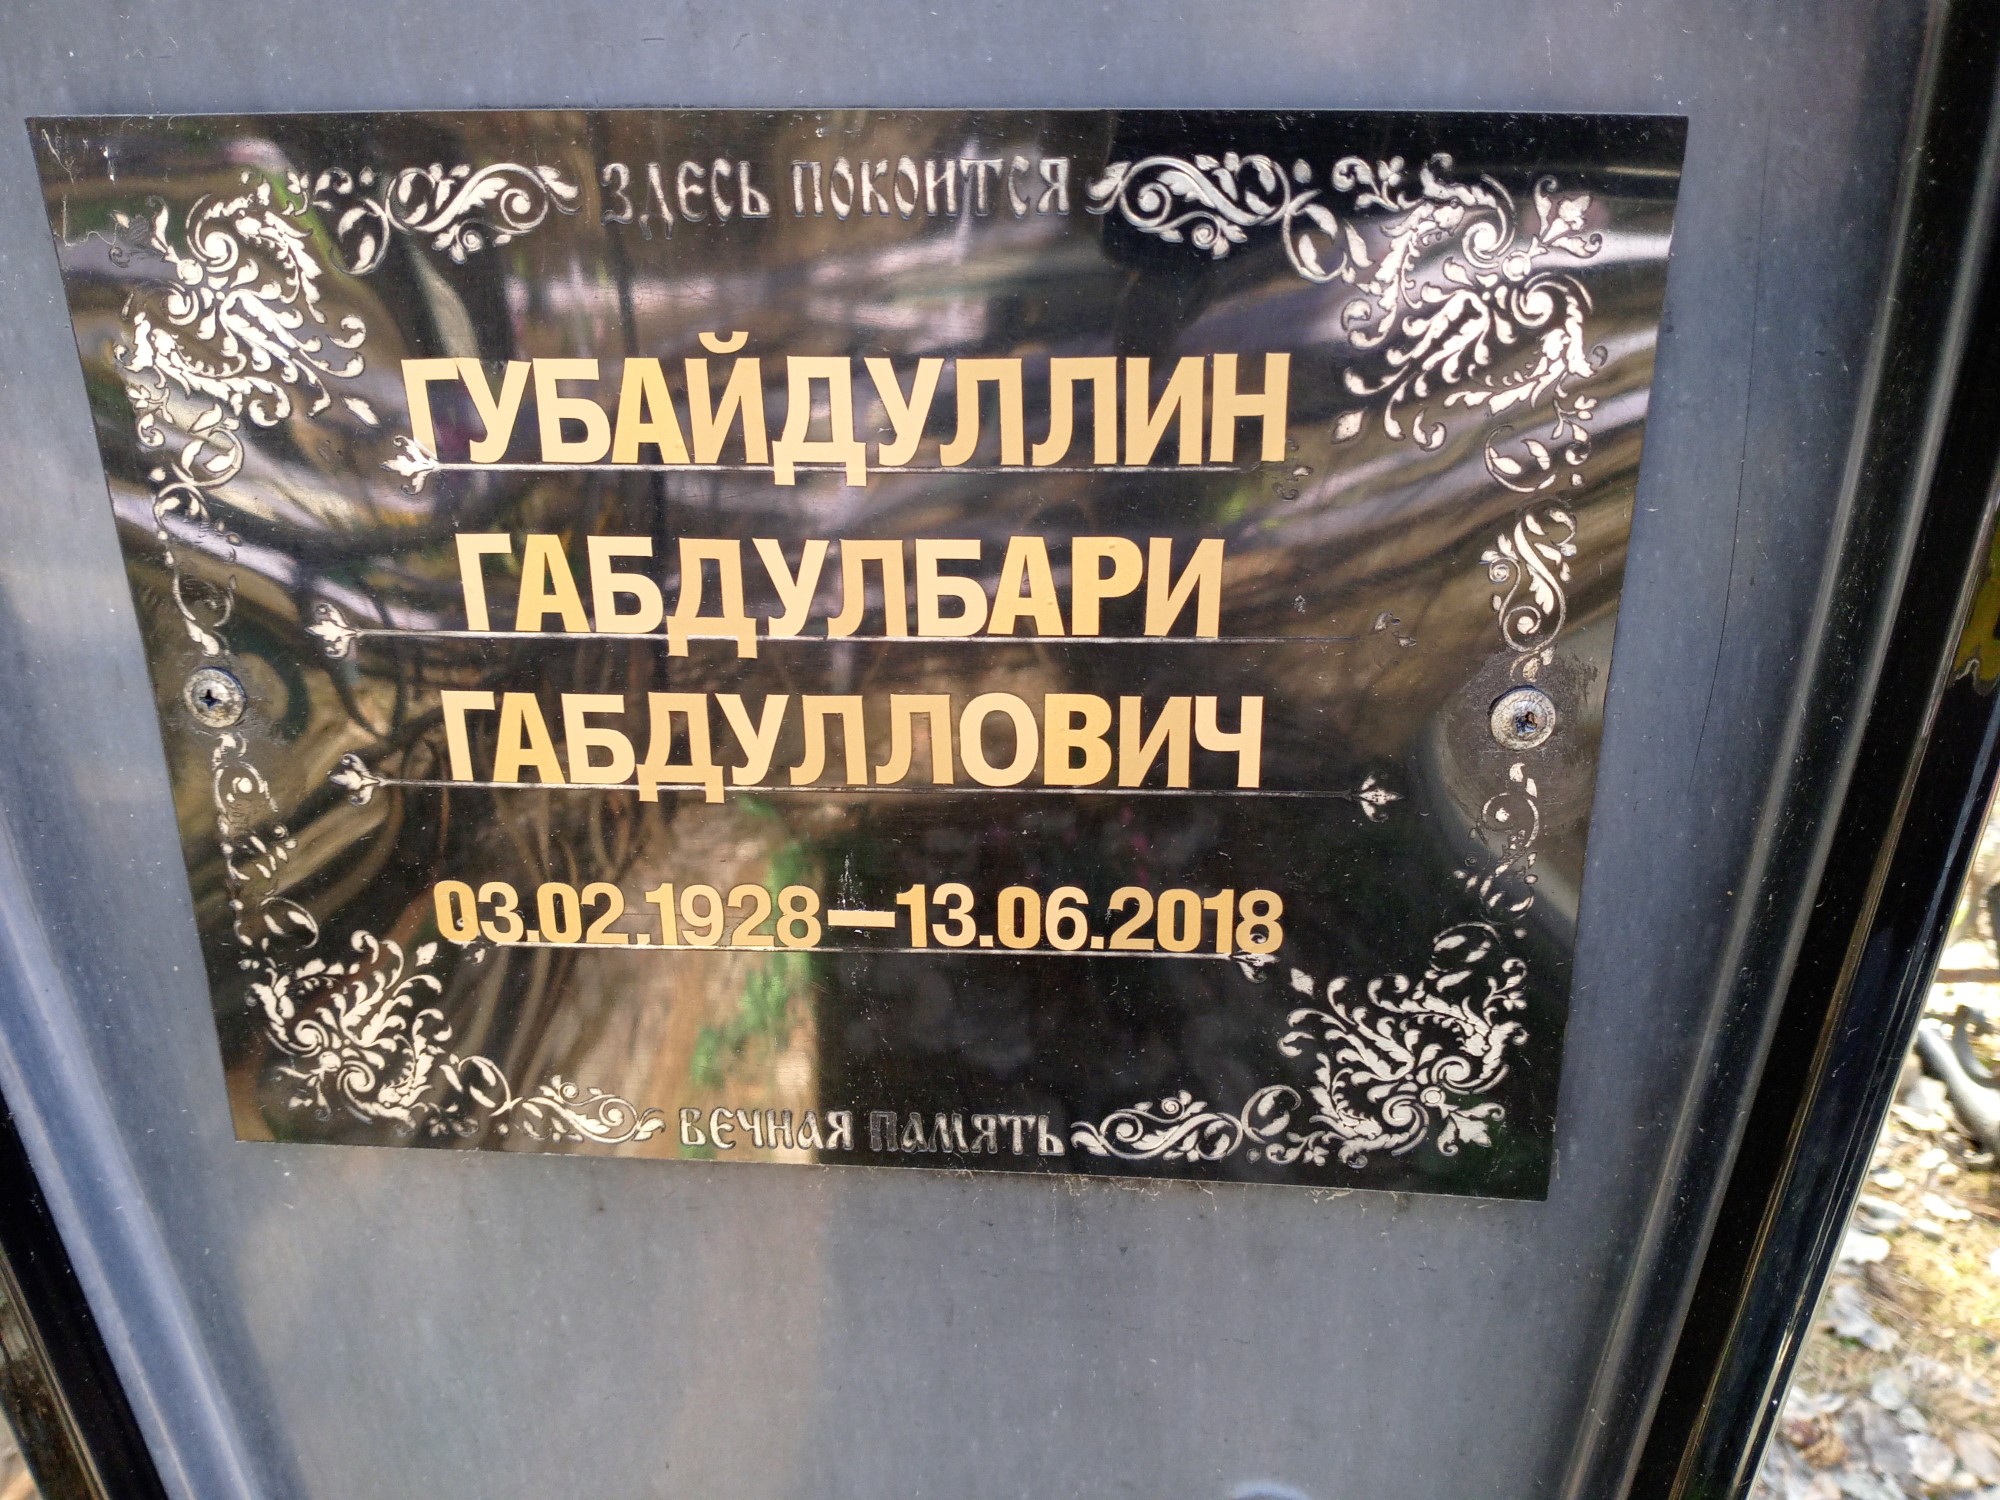 ЗДЕСЬ ПОКОИТСЯ
ГУБАЙДУЛЛИН
ГАБДУЛБАРИ
ГАБДУЛЛОВИЧ
03.02.1928—13.06.2018
ВЕЧНАЯ ПАМЯТЬ